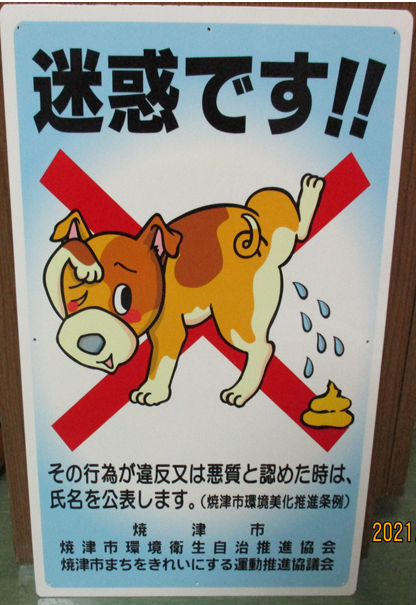 迷惑です!!
その行為が違反又は悪質と認めた時は、
氏名を公表します。(焼津市環境美化推進条例)
焼津市
焼津市環境衛生自治推進協会
焼津市まちをきれいにする運動推進協議会
2021